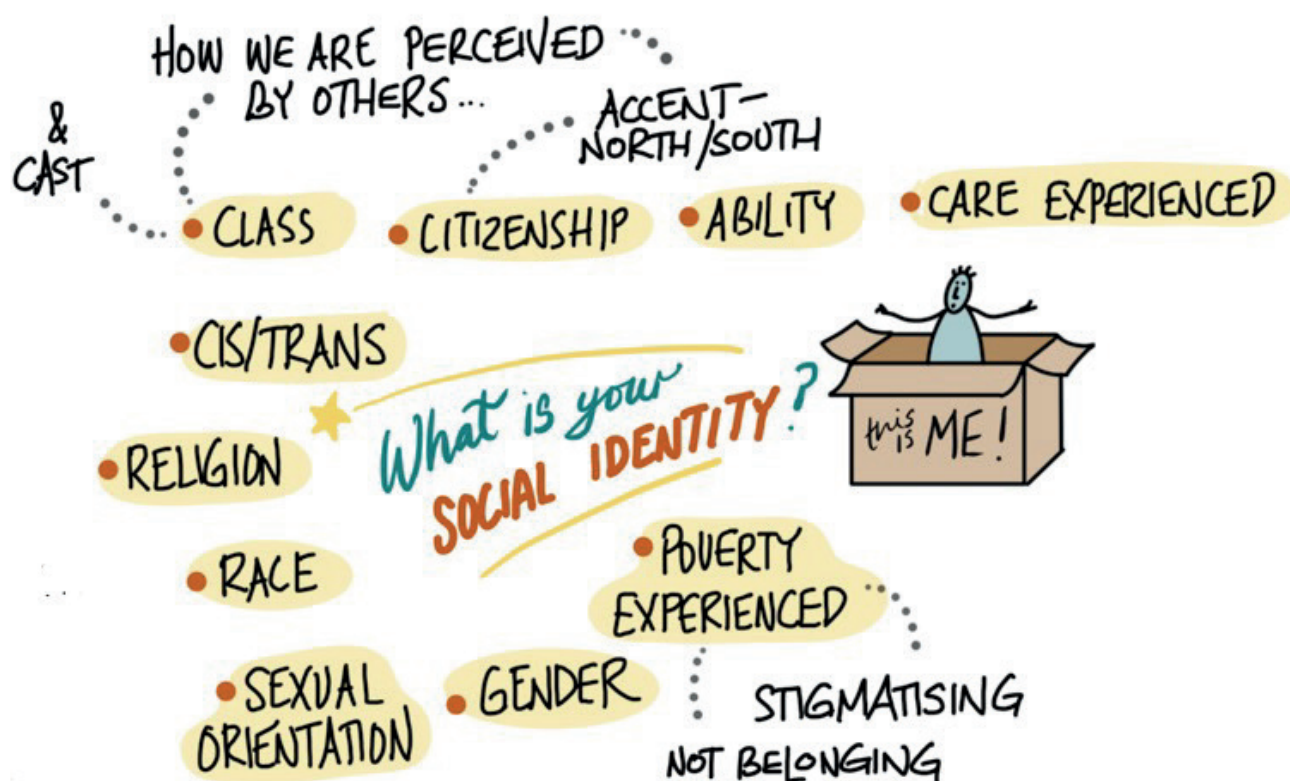 HOW WE ARE PERCEIVED
BY OTHERS...
&
CAST
ACCENT-
NORTH/SOUTH
CLASS
CITIZENSHIP
ABILITY
CARE EXPERIENCED
CIS/TRANS
What is your
SOCIAL IDENTITY?
this
is ME!
RELIGION
RACE
POVERTY
EXPERIENCED
SEXUAL
ORIENTATION
GENDER
STIGMATISING
NOT BELONGING